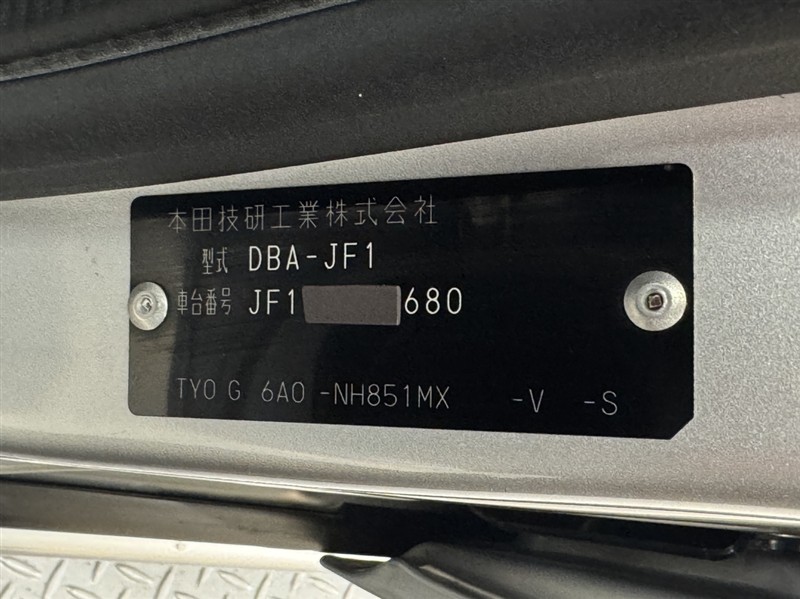 本田技研工業株式会社
型式 DBA-JF1
車台番号 JF1 680
TY0 G 6A0 -NH851MX -V -S